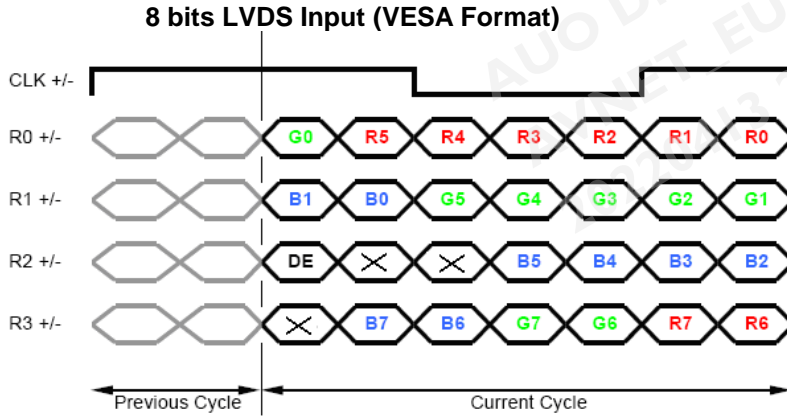 8 bits LVDS Input (VESA Format)
CLK +/-
R0 +/- G0 R5 R4 R3 R2 R1 R0
R1 +/- B1 B0 G5 G4 G3 G2 G1
R2 +/- DE B5 B4 B3 B2
R3 +/- B7 B6 G7 G6 R7 R6
Previous Cycle Current Cycle